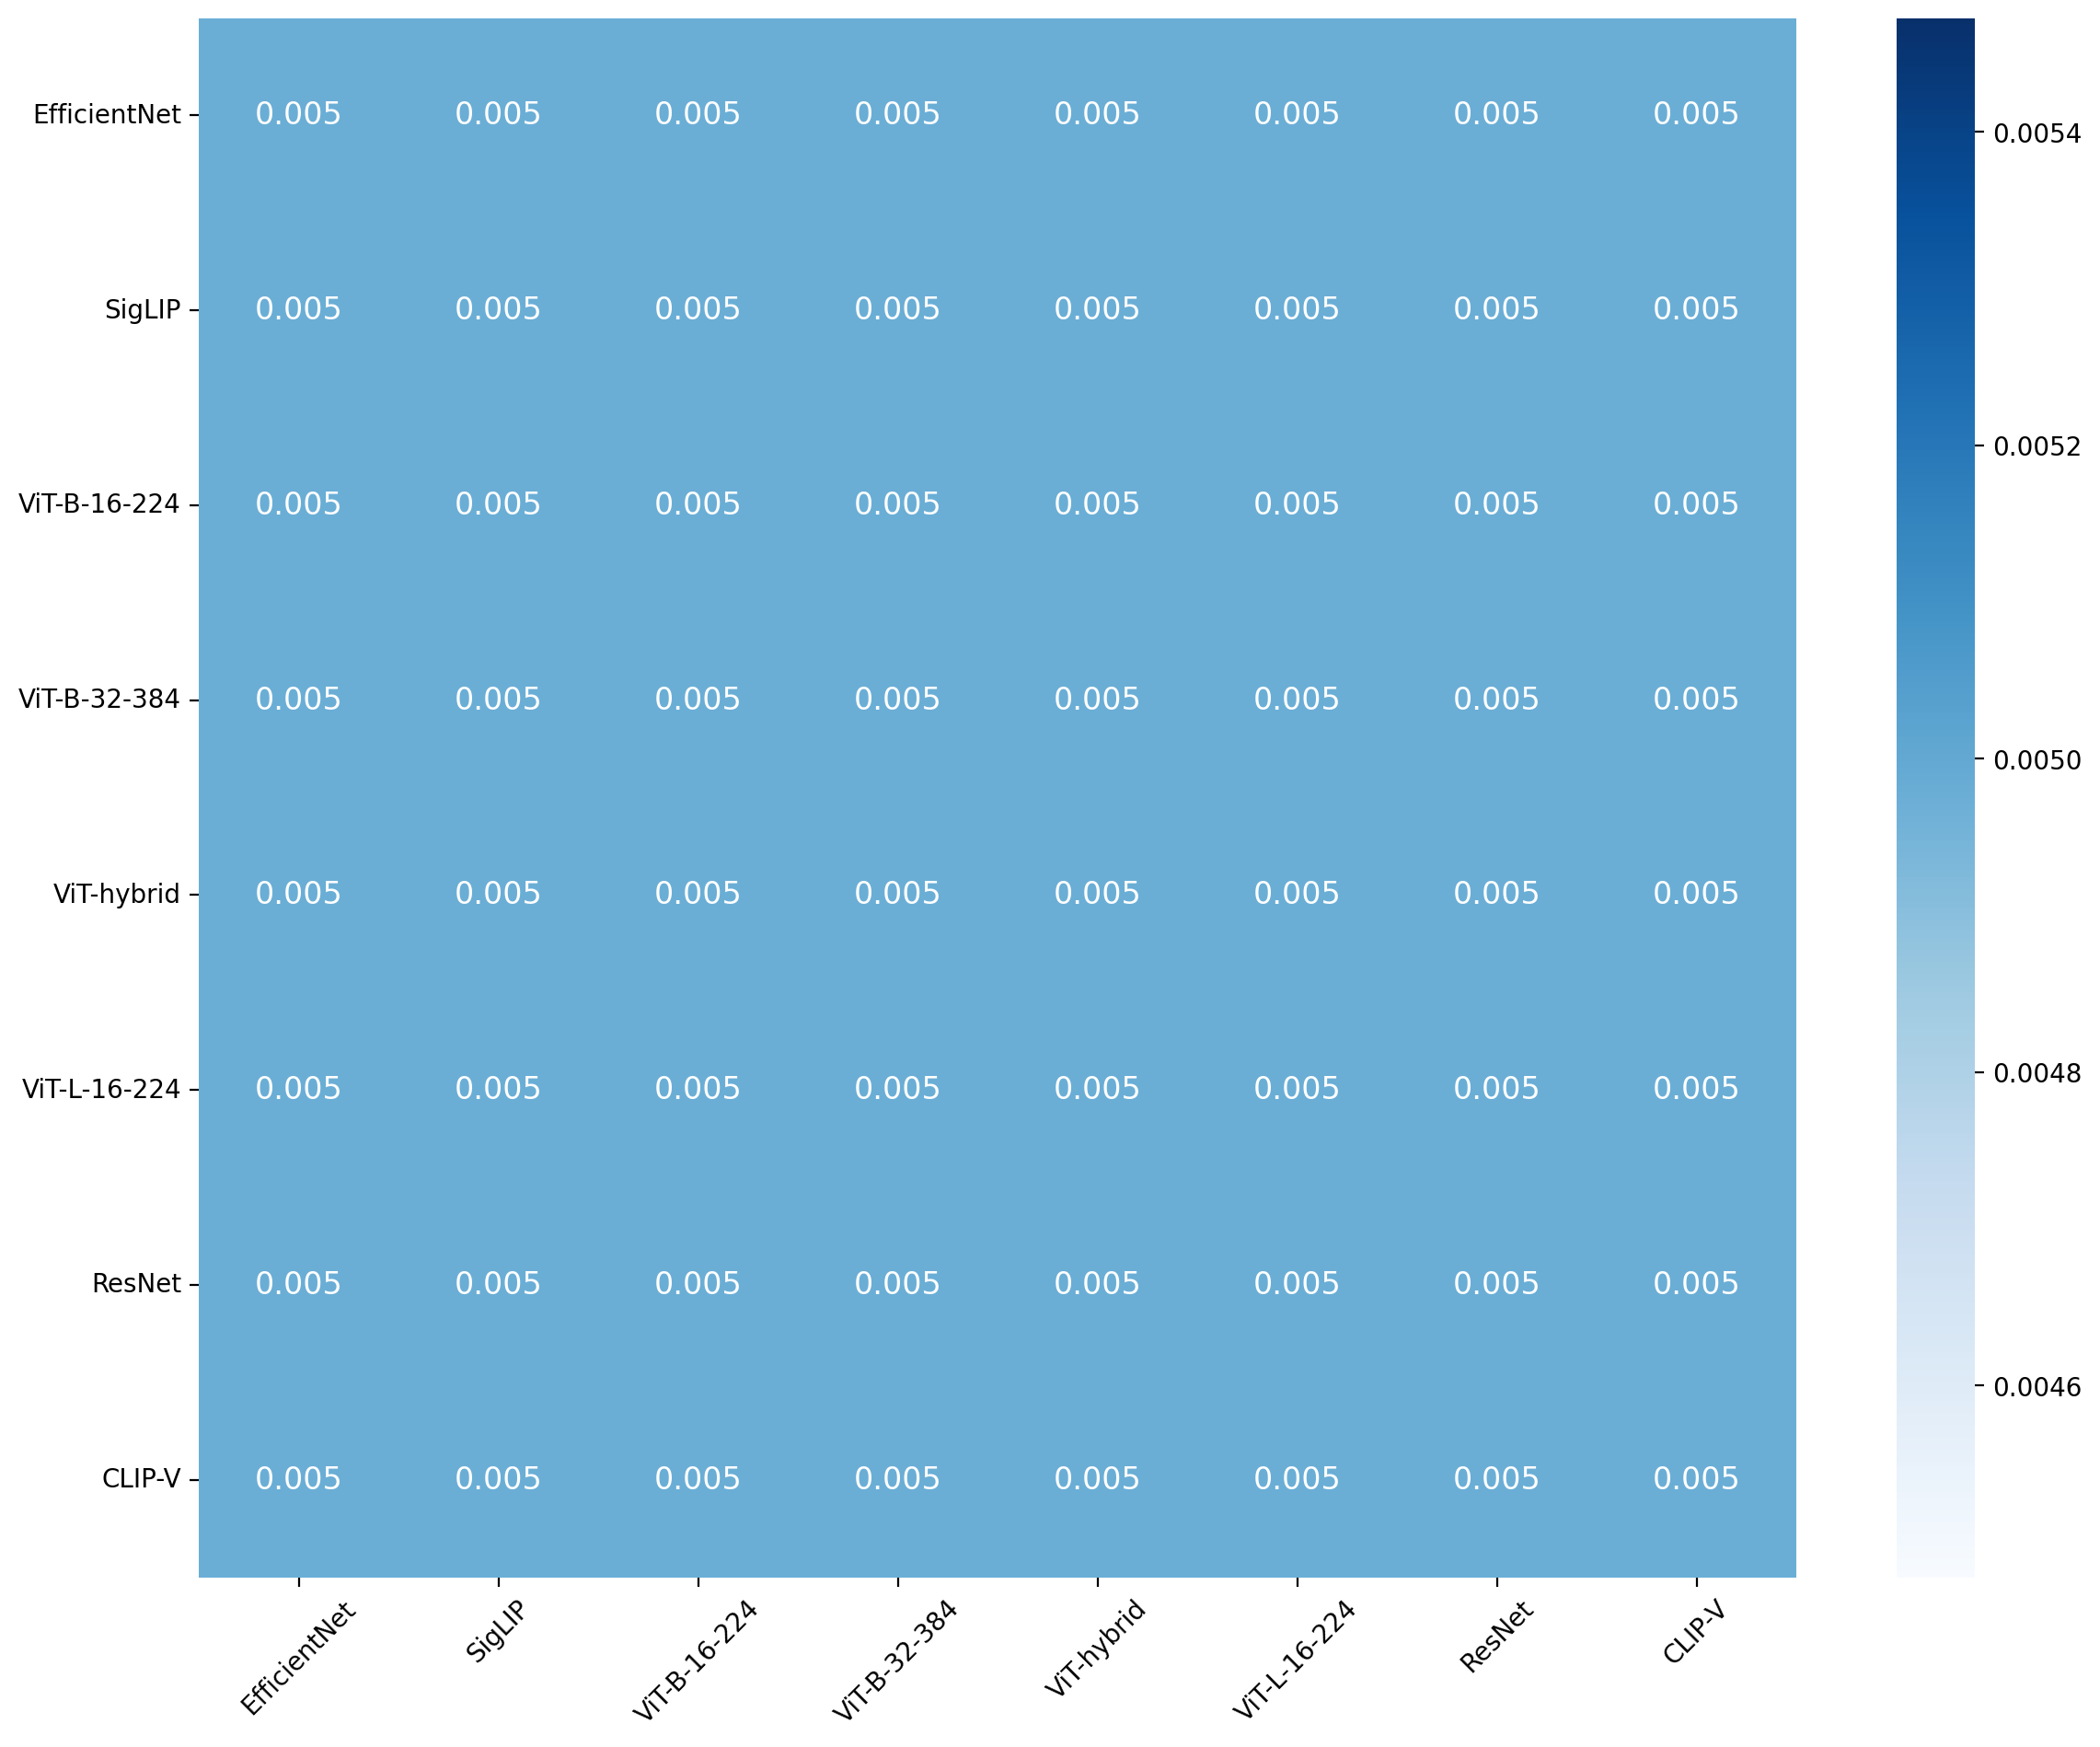 EfficientNet 0.005 0.005 0.005 0.005 0.005 0.005 0.005 0.005
SigLIP 0.005 0.005 0.005 0.005 0.005 0.005 0.005 0.005
ViT-B-16-224 0.005 0.005 0.005 0.005 0.005 0.005 0.005 0.005
ViT-B-32-384 0.005 0.005 0.005 0.005 0.005 0.005 0.005 0.005
ViT-hybrid 0.005 0.005 0.005 0.005 0.005 0.005 0.005 0.005
ViT-L-16-224 0.005 0.005 0.005 0.005 0.005 0.005 0.005 0.005
ResNet 0.005 0.005 0.005 0.005 0.005 0.005 0.005 0.005
CLIP-V 0.005 0.005 0.005 0.005 0.005 0.005 0.005 0.005
EfficientNet SigLIP ViT-B-16-224 ViT-B-32-384 ViT-hybrid ViT-L-16-224 ResNet CLIP-V
0.0054
0.0052
0.0050
0.0048
0.0046